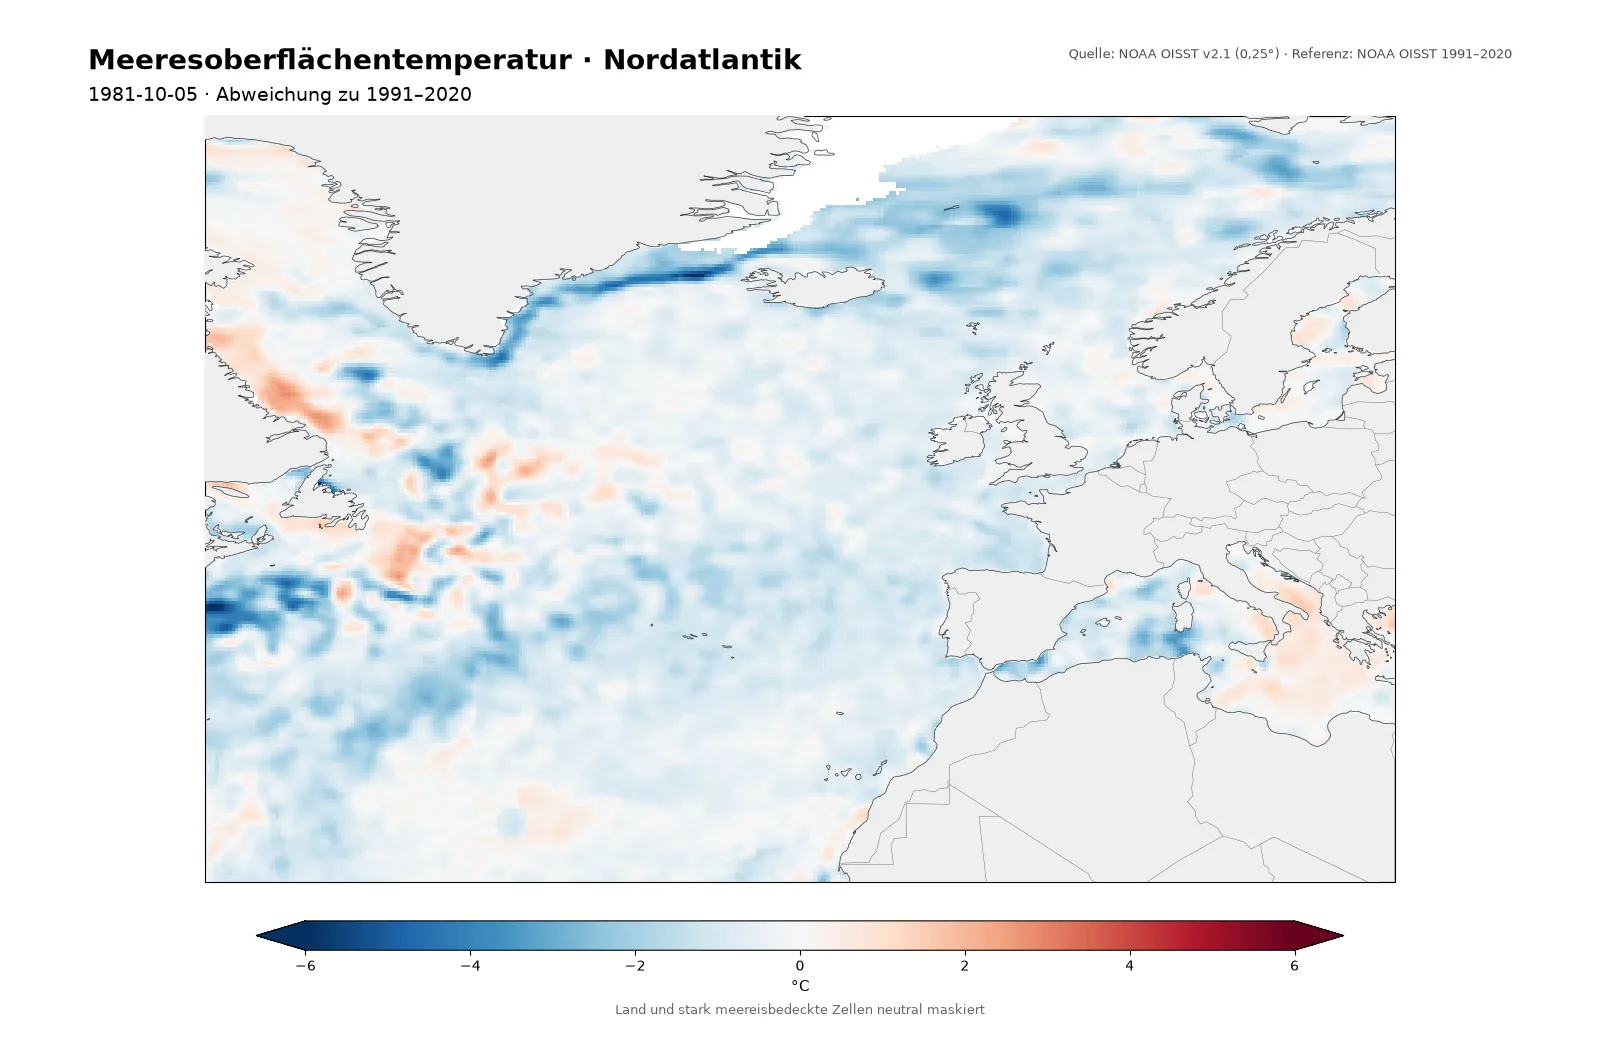 Meeresoberflächentemperatur · Nordatlantik
Quelle: NOAA OISST v2.1 (0,25°) · Referenz: NOAA OISST 1991–2020
1981-10-05 · Abweichung zu 1991–2020
−6 −4 −2 0 2 4 6
°C
Land und stark meereisbedeckte Zellen neutral maskiert